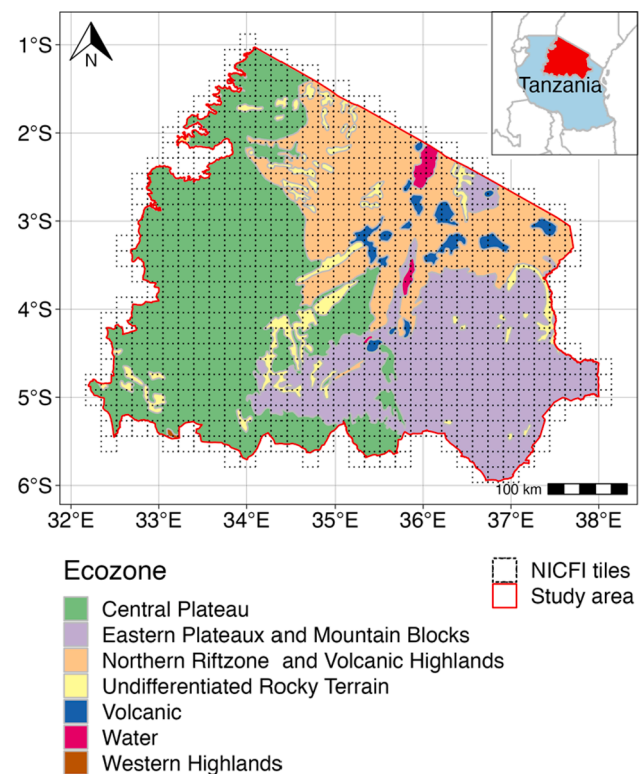 N
Tanzania
1°S
2°S
3°S
4°S
5°S
6°S
100 km
32°E 33°E 34°E 35°E 36°E 37°E 38°E
Ecozone
Central Plateau
Eastern Plateaux and Mountain Blocks
Northern Riftzone and Volcanic Highlands
Undifferentiated Rocky Terrain
Volcanic
Water
Western Highlands
NICFI tiles
Study area